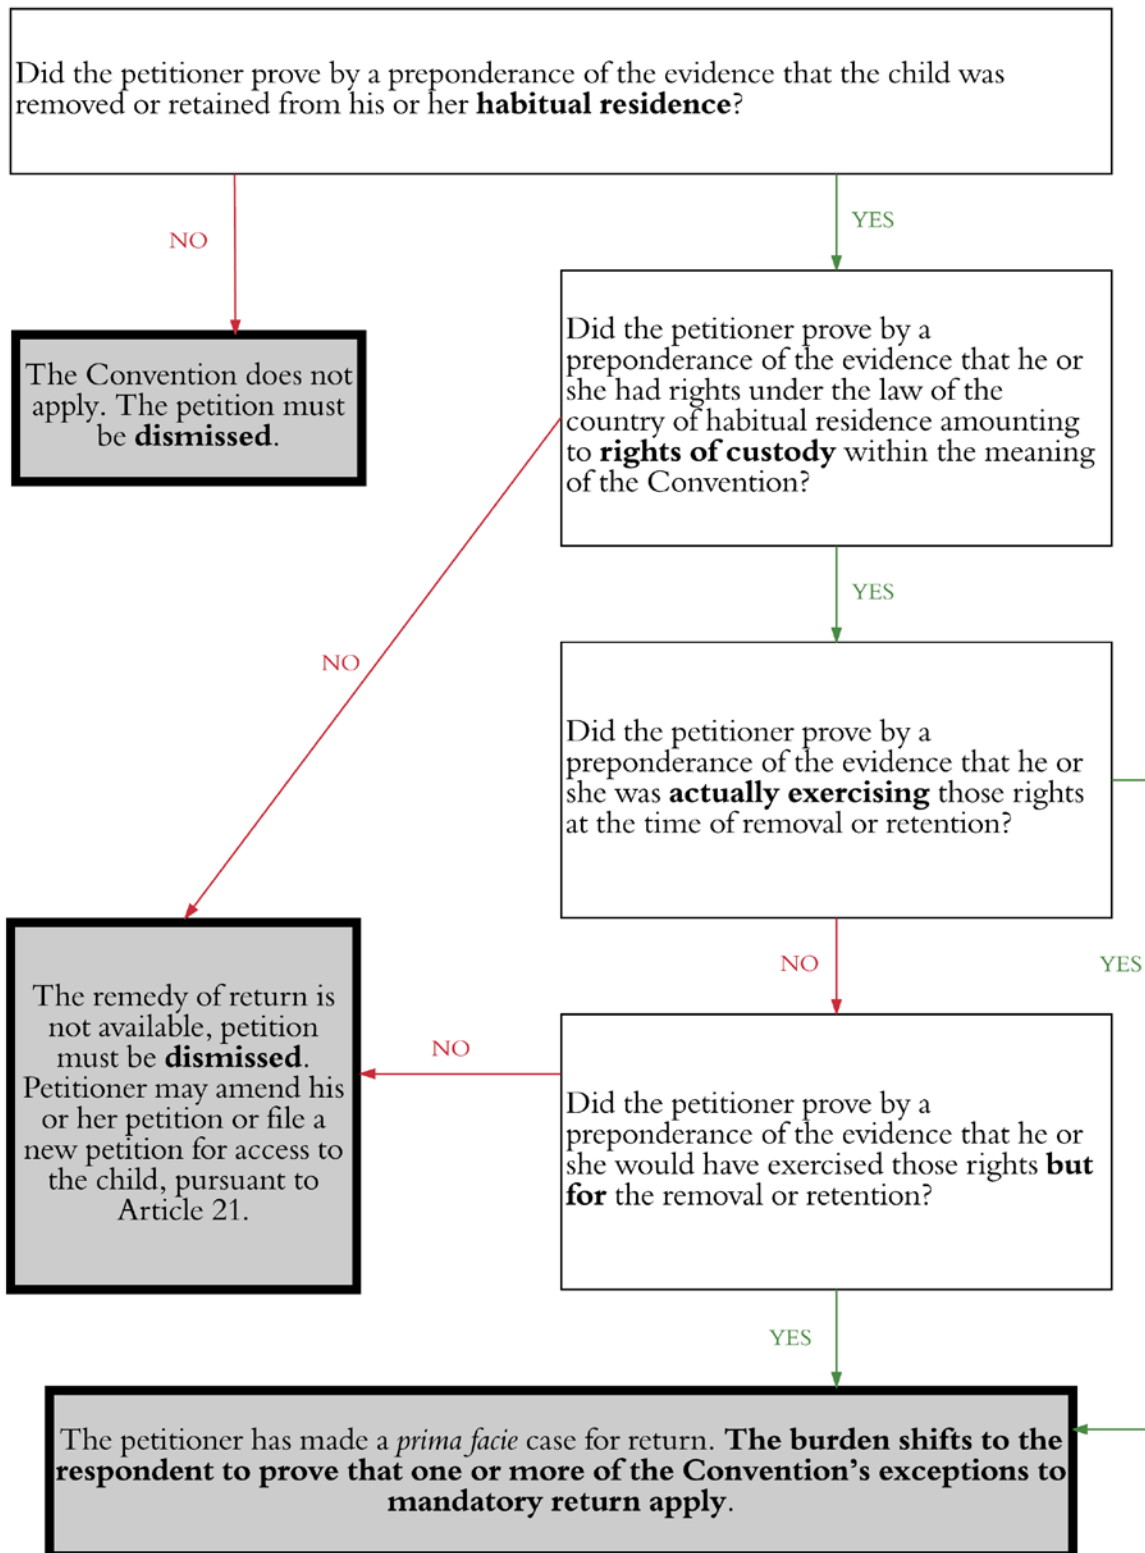 Did the petitioner prove by a preponderance of the evidence that the child was
removed or retained from his or her habitual residence?
NO
YES
The Convention does not
apply. The petition must
be dismissed.
Did the petitioner prove by a
preponderance of the evidence that he or
she had rights under the law of the
country of habitual residence amounting
to rights of custody within the meaning
of the Convention?
YES
NO
Did the petitioner prove by a
preponderance of the evidence that he or
she was actually exercising those rights
at the time of removal or retention?
NO
YES
The remedy of return is
not available, petition
must be dismissed.
Petitioner may amend his
or her petition or file a
new petition for access to
the child, pursuant to
Article 21.
NO
Did the petitioner prove by a
preponderance of the evidence that he or
she would have exercised those rights but
for the removal or retention?
YES
The petitioner has made a prima facie case for return. The burden shifts to the
respondent to prove that one or more of the Convention’s exceptions to
mandatory return apply.